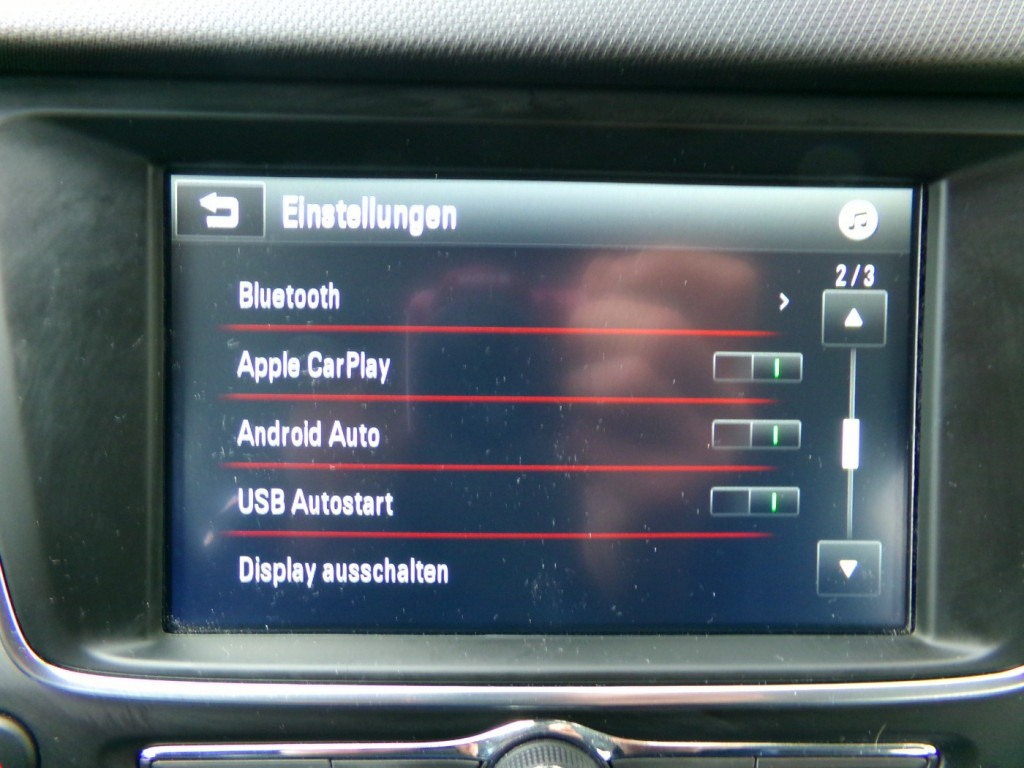 Einstellungen
2/3
Bluetooth
Apple CarPlay
Android Auto
USB Autostart
Display ausschalten